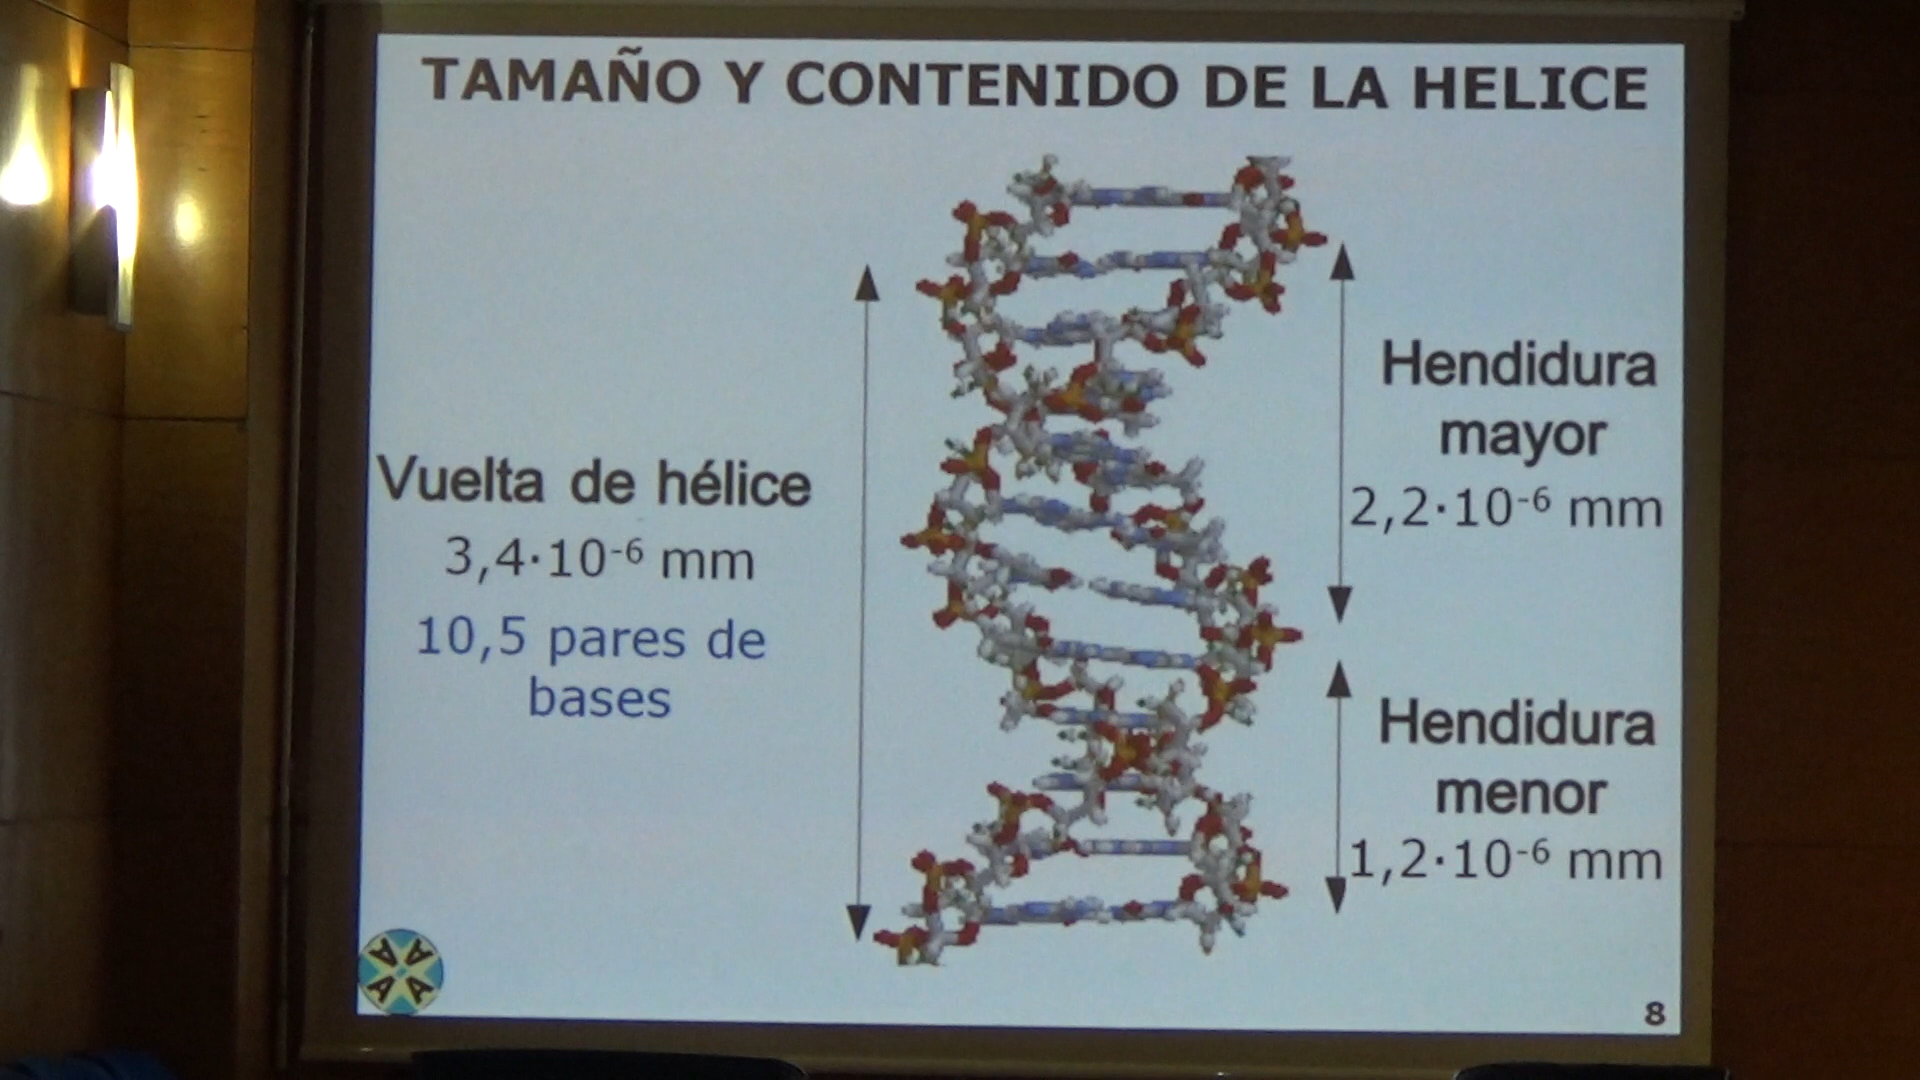 TAMAÑO Y CONTENIDO DE LA HELICE
Vuelta de hélice
3,4·10⁻⁶ mm
10,5 pares de
bases
Hendidura
mayor
2,2·10⁻⁶ mm
Hendidura
menor
1,2·10⁻⁶ mm
A A
A A
8